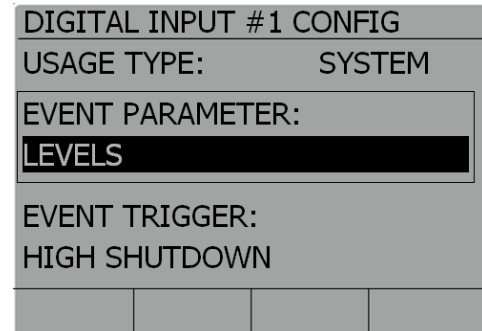 DIGITAL INPUT #1 CONFIG
USAGE TYPE: SYSTEM
EVENT PARAMETER:
LEVELS
EVENT TRIGGER:
HIGH SHUTDOWN